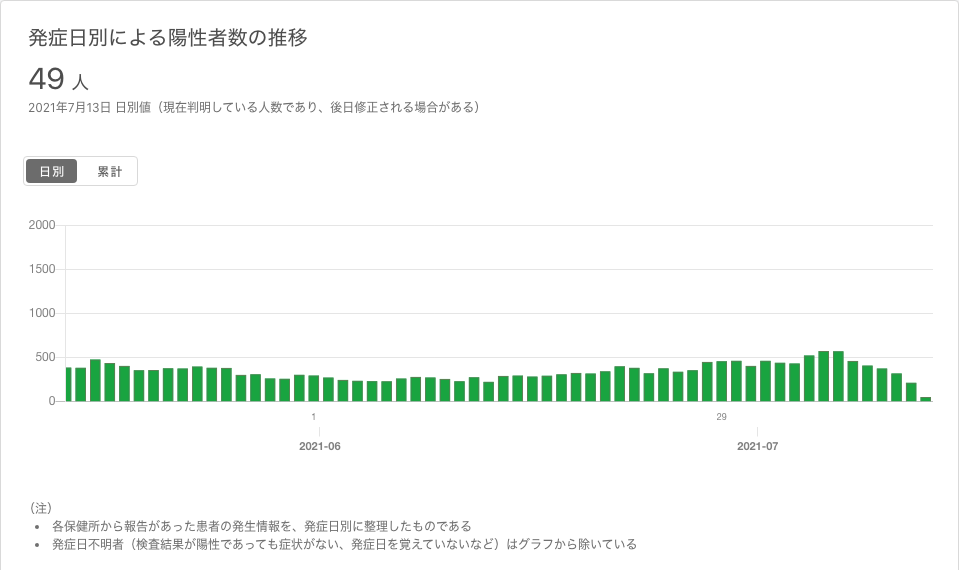 発症日別による陽性者数の推移
49 人
2021年7月13日 日別値（現在判明している人数であり、後日修正される場合がある）
日別 累計
2000
1500
1000
500
0
1 29
2021-06 2021-07
（注）
• 各保健所から報告があった患者の発生情報を、発症日別に整理したものである
• 発症日不明者（検査結果が陽性であっても症状がない、発症日を覚えていないなど）はグラフから除いている